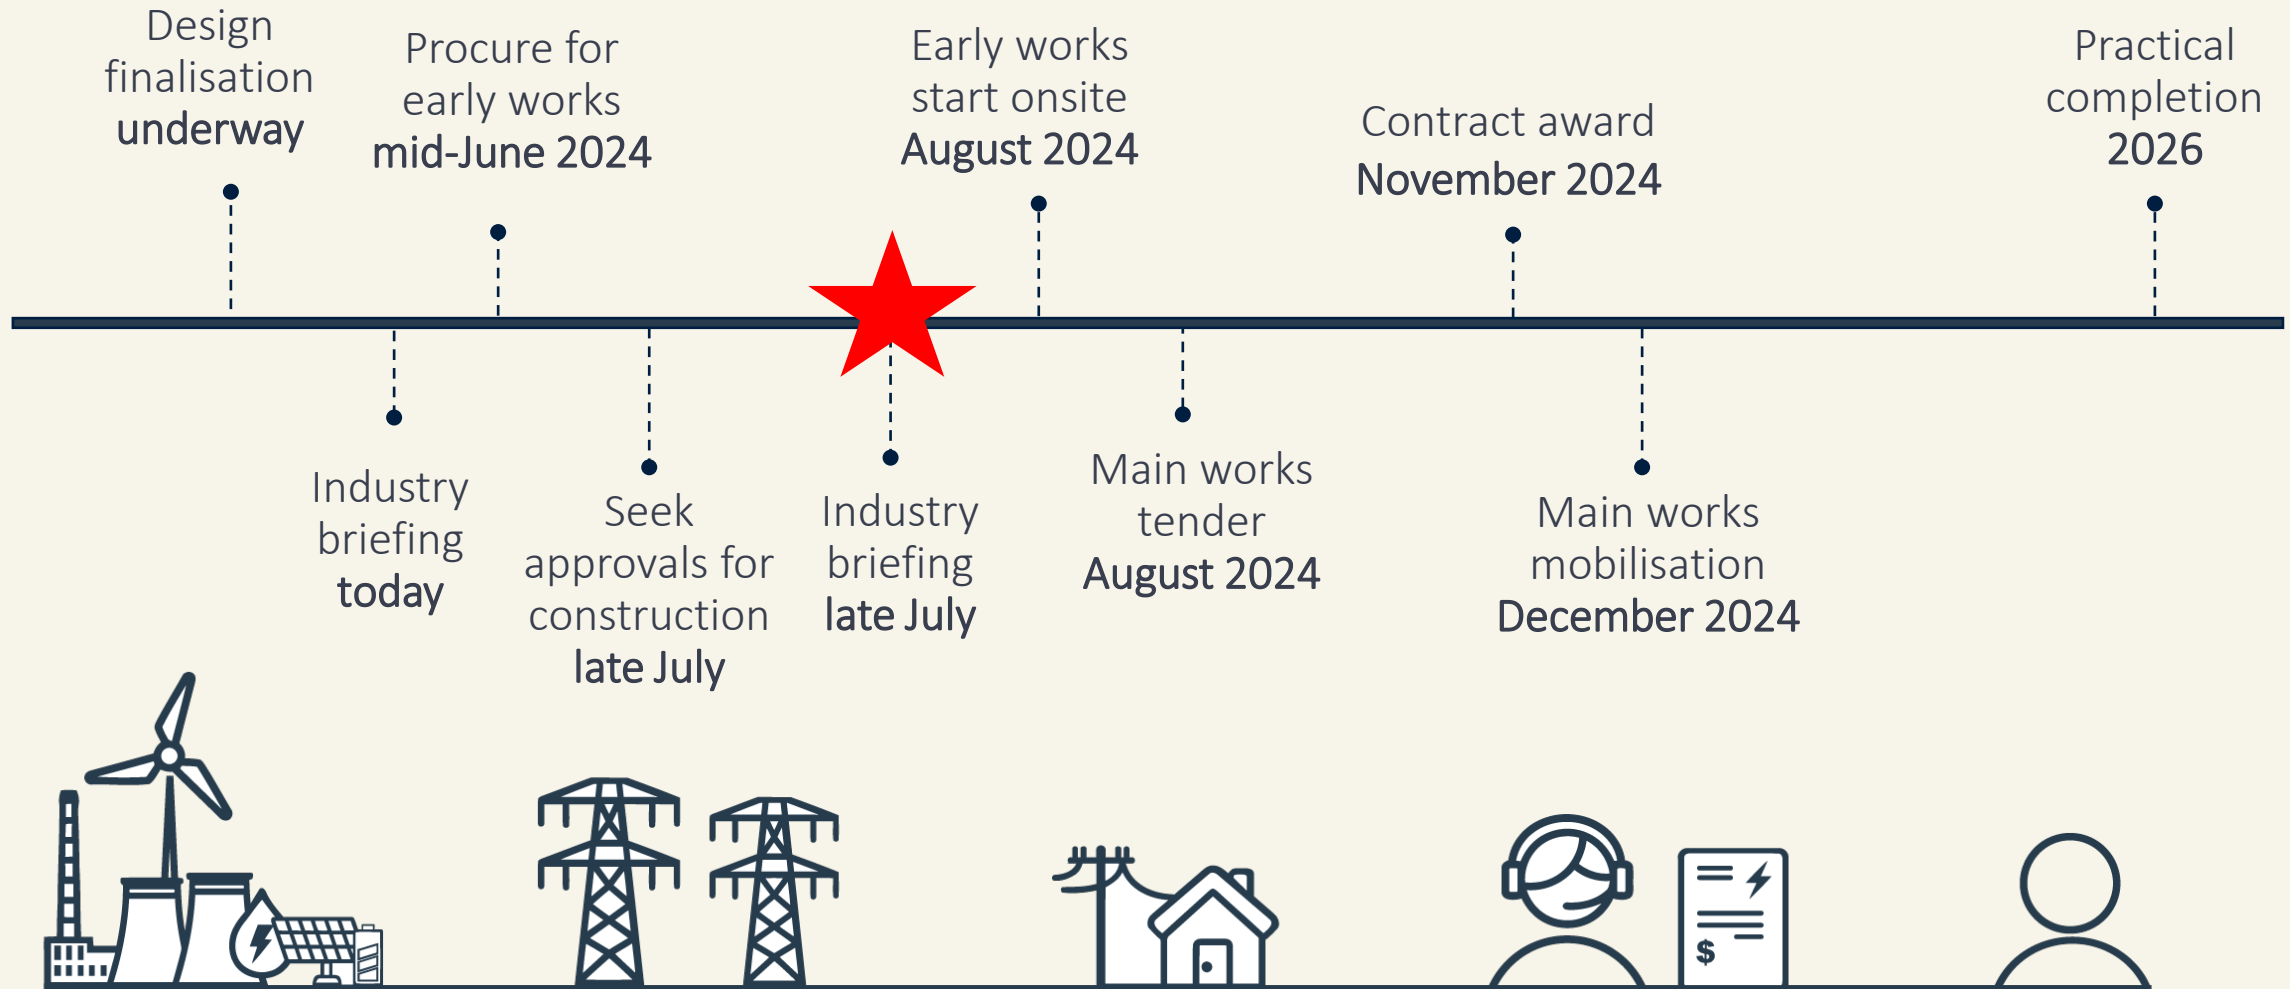 Design
finalisation
underway
Procure for
early works
mid-June 2024
Early works
start onsite
August 2024
Contract award
November 2024
Practical
completion
2026
Industry
briefing
today
Seek
approvals for
construction
late July
Industry
briefing
late July
Main works
tender
August 2024
Main works
mobilisation
December 2024
$